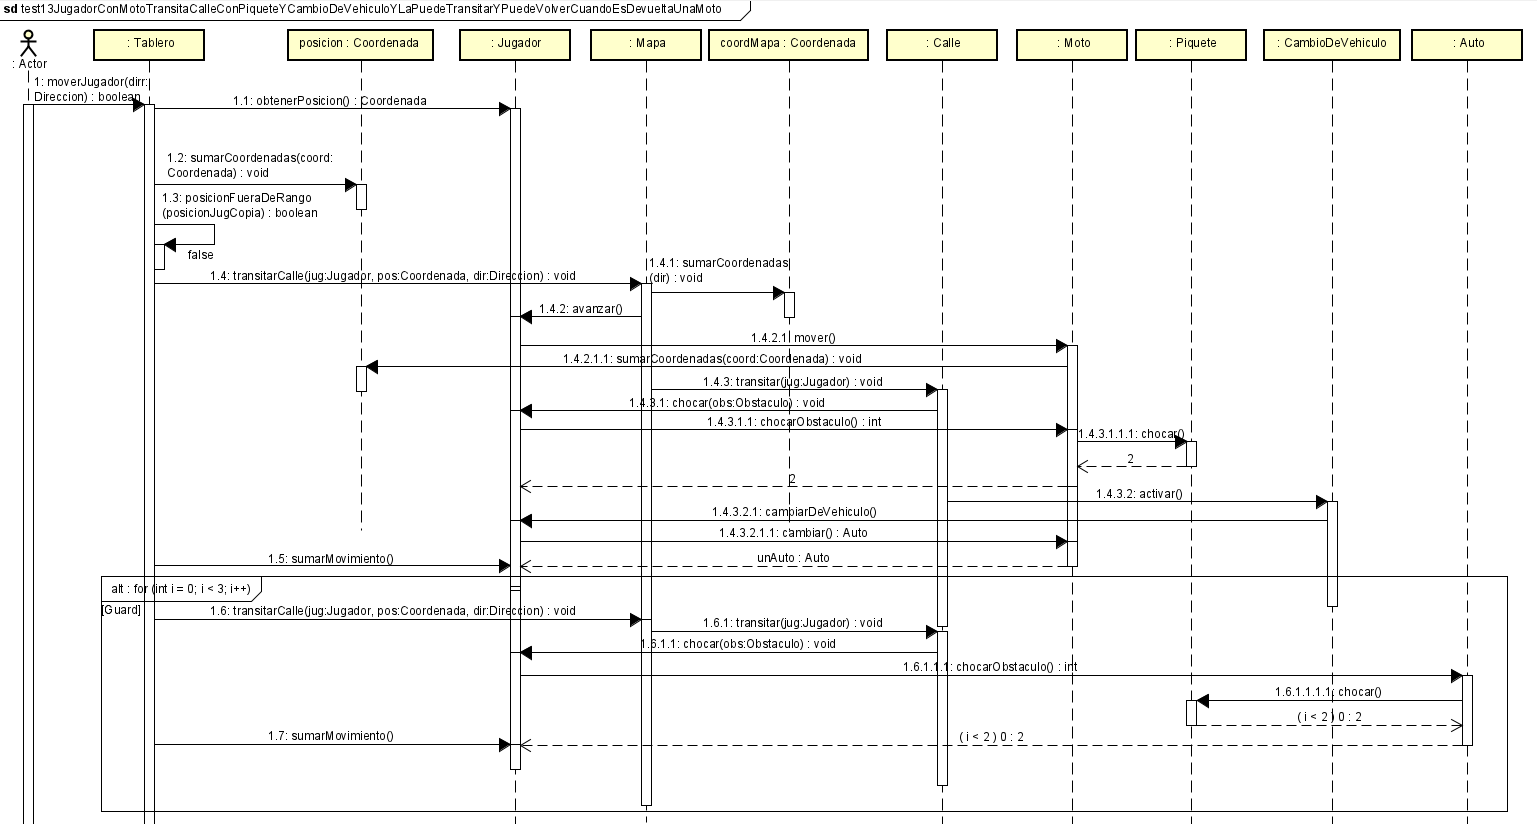 sd test13JugadorConMotoTransitaCalleConPiqueteYCambioDeVehiculoYLaPuedeTransitarYPuedeVolverCuandoEsDevueltaUnaMoto
: Actor
: Tablero
posicion : Coordenada
: Jugador
: Mapa
coordMapa : Coordenada
: Calle
: Moto
: Piquete
: CambioDeVehiculo
: Auto
1: moverJugador(dirr:
Direccion) : boolean
1.1: obtenerPosicion() : Coordenada
1.2: sumarCoordenadas(coord:
Coordenada) : void
1.3: posicionFueraDeRango
(posicionJugCopia) : boolean
false
1.4: transitarCalle(jug:Jugador, pos:Coordenada, dir:Direccion) : void
1.4.1: sumarCoordenadas
(dir) : void
1.4.2: avanzar()
1.4.2.1: mover()
1.4.2.1.1: sumarCoordenadas(coord:Coordenada) : void
1.4.3: transitar(jug:Jugador) : void
1.4.3.1: chocar(obs:Obstaculo) : void
1.4.3.1.1: chocarObstaculo() : int
1.4.3.1.1.1: chocar()
2
2
1.4.3.2: activar()
1.4.3.2.1: cambiarDeVehiculo()
1.4.3.2.1.1: cambiar() : Auto
unAuto : Auto
1.5: sumarMovimiento()
alt : for (int i = 0; i < 3; i++)
[Guard]
1.6: transitarCalle(jug:Jugador, pos:Coordenada, dir:Direccion) : void
1.6.1: transitar(jug:Jugador) : void
1.6.1.1: chocar(obs:Obstaculo) : void
1.6.1.1.1: chocarObstaculo() : int
1.6.1.1.1.1: chocar()
( i < 2 ) 0 : 2
1.7: sumarMovimiento()
( i < 2 ) 0 : 2